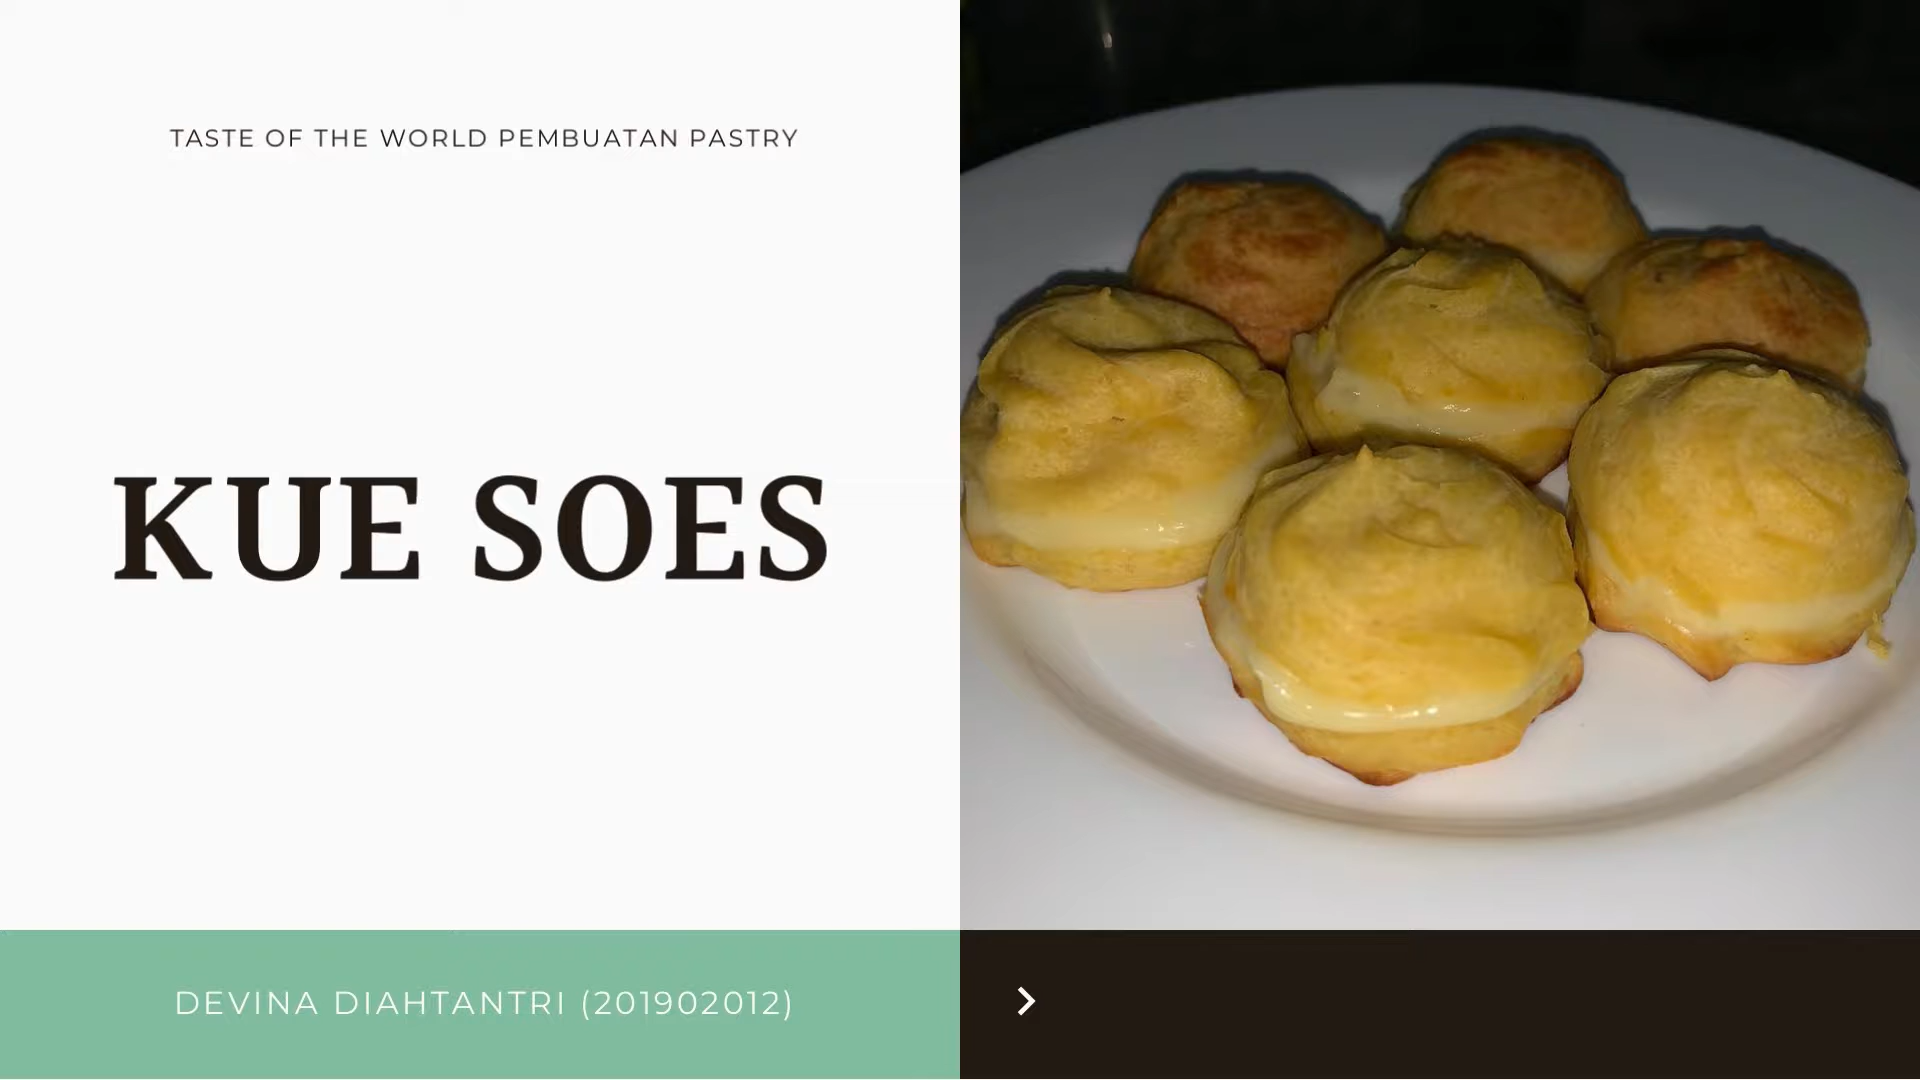 TASTE OF THE WORLD PEMBUATAN PASTRY
KUE SOES
DEVINA DIAHTANTRI (201902012)